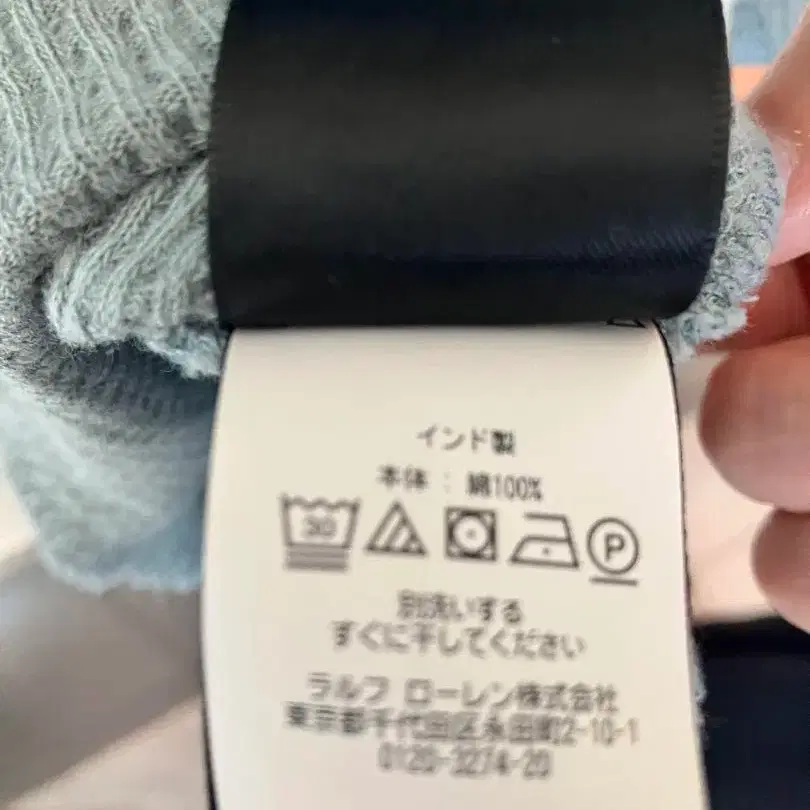 インド製
本体 : 綿100%
30 P
別洗いする
すぐに干してください
ラルフ ローレン株式会社
東京都千代田区永田町2-10-1
0120-3274-20